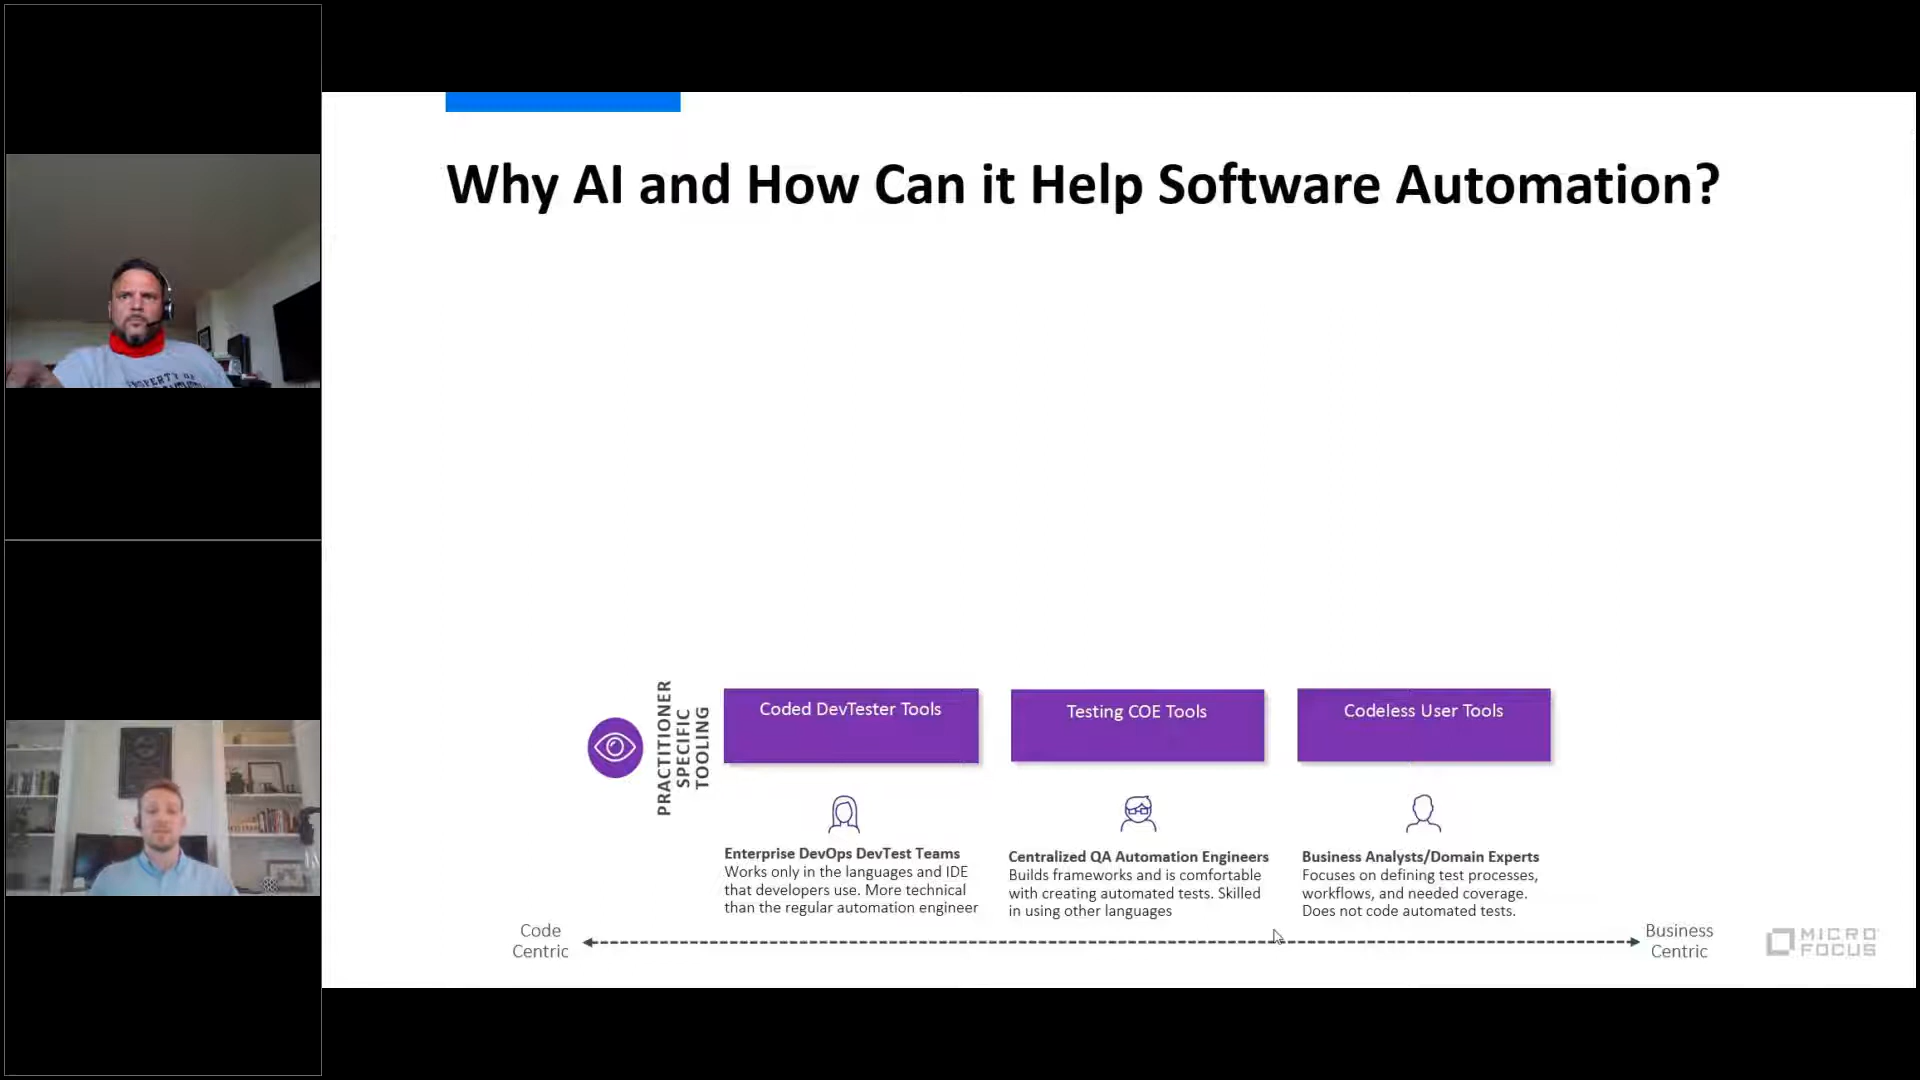 Why AI and How Can it Help Software Automation?
PRACTITIONER
SPECIFIC
TOOLING
Coded DevTester Tools
Testing COE Tools
Codeless User Tools
Enterprise DevOps DevTest Teams
Works only in the languages and IDE
that developers use. More technical
than the regular automation engineer
Centralized QA Automation Engineers
Builds frameworks and is comfortable
with creating automated tests. Skilled
in using other languages
Business Analysts/Domain Experts
Focuses on defining test processes,
workflows, and needed coverage.
Does not code automated tests.
Code
Centric
Business
Centric
MICRO
FOCUS
PROPERTY OF